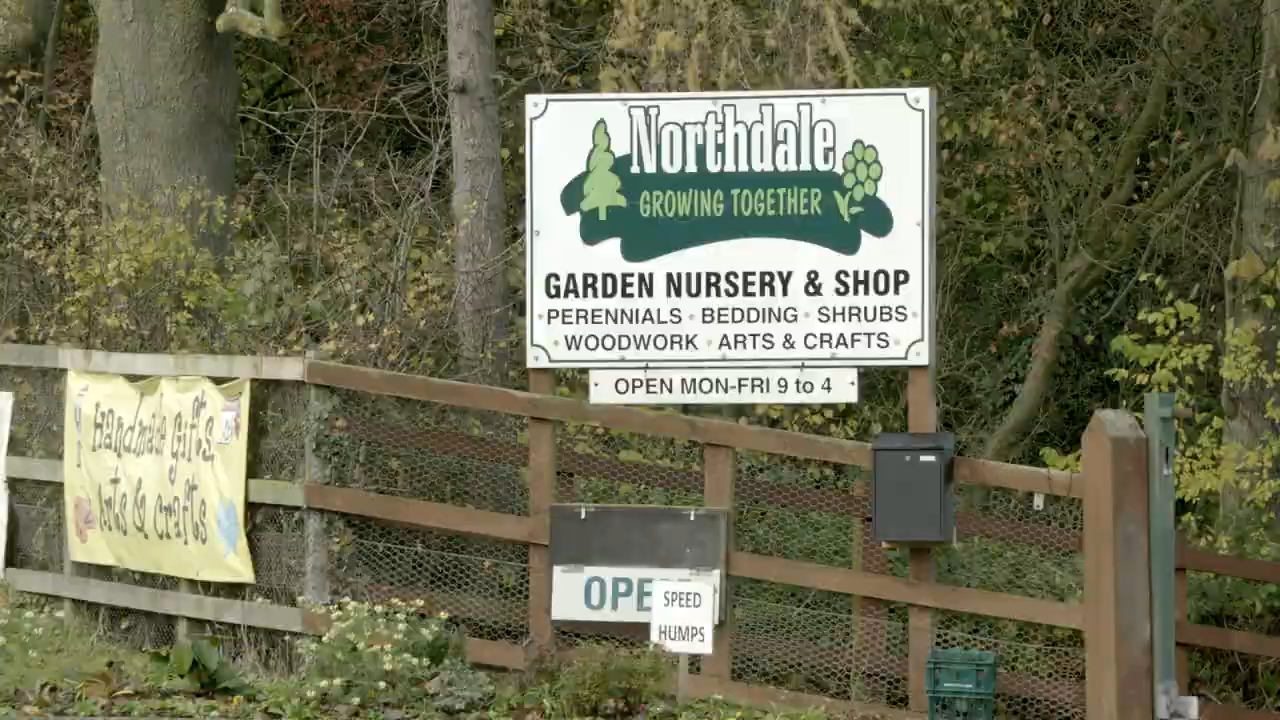 Northdale
GROWING TOGETHER
GARDEN NURSERY & SHOP
PERENNIALS • BEDDING • SHRUBS
• WOODWORK • ARTS & CRAFTS •
OPEN MON-FRI 9 to 4
Handmade Gifts,
Arts & Crafts
OPE
SPEED
HUMPS